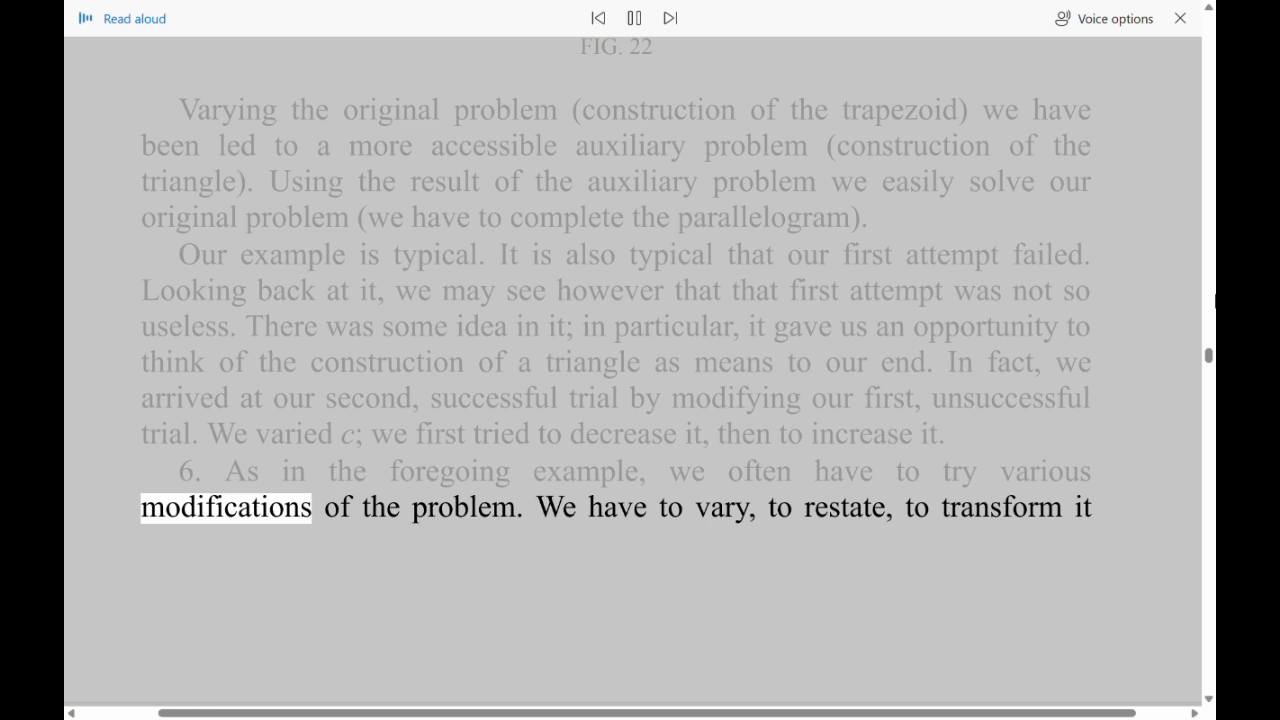 Read aloud
Voice options
FIG. 22
Varying the original problem (construction of the trapezoid) we have
been led to a more accessible auxiliary problem (construction of the
triangle). Using the result of the auxiliary problem we easily solve our
original problem (we have to complete the parallelogram).
Our example is typical. It is also typical that our first attempt failed.
Looking back at it, we may see however that that first attempt was not so
useless. There was some idea in it; in particular, it gave us an opportunity to
think of the construction of a triangle as means to our end. In fact, we
arrived at our second, successful trial by modifying our first, unsuccessful
trial. We varied c; we first tried to decrease it, then to increase it.
6. As in the foregoing example, we often have to try various
modifications of the problem. We have to vary, to restate, to transform it